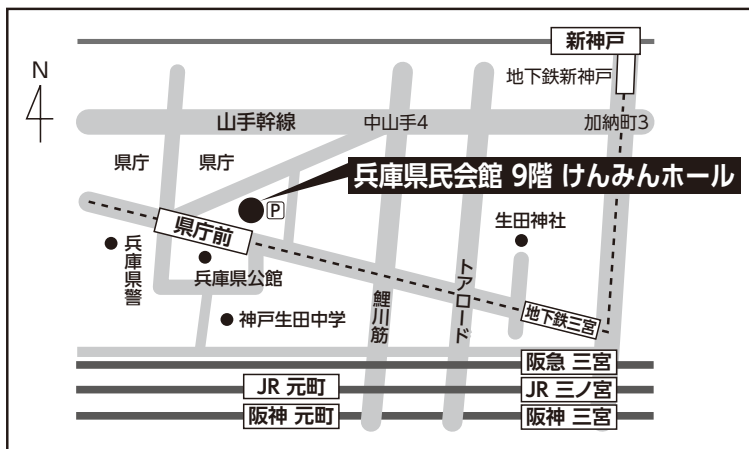 新神戸
地下鉄新神戸
N
山手幹線
中山手4
加納町3
県庁
県庁
兵庫県民会館 9階 けんみんホール
P
県庁前
生田神社
兵庫県警
兵庫県公館
トアロード
鯉川筋
地下鉄三宮
神戸生田中学
阪急 三宮
JR 元町
JR 三ノ宮
阪神 元町
阪神 三宮